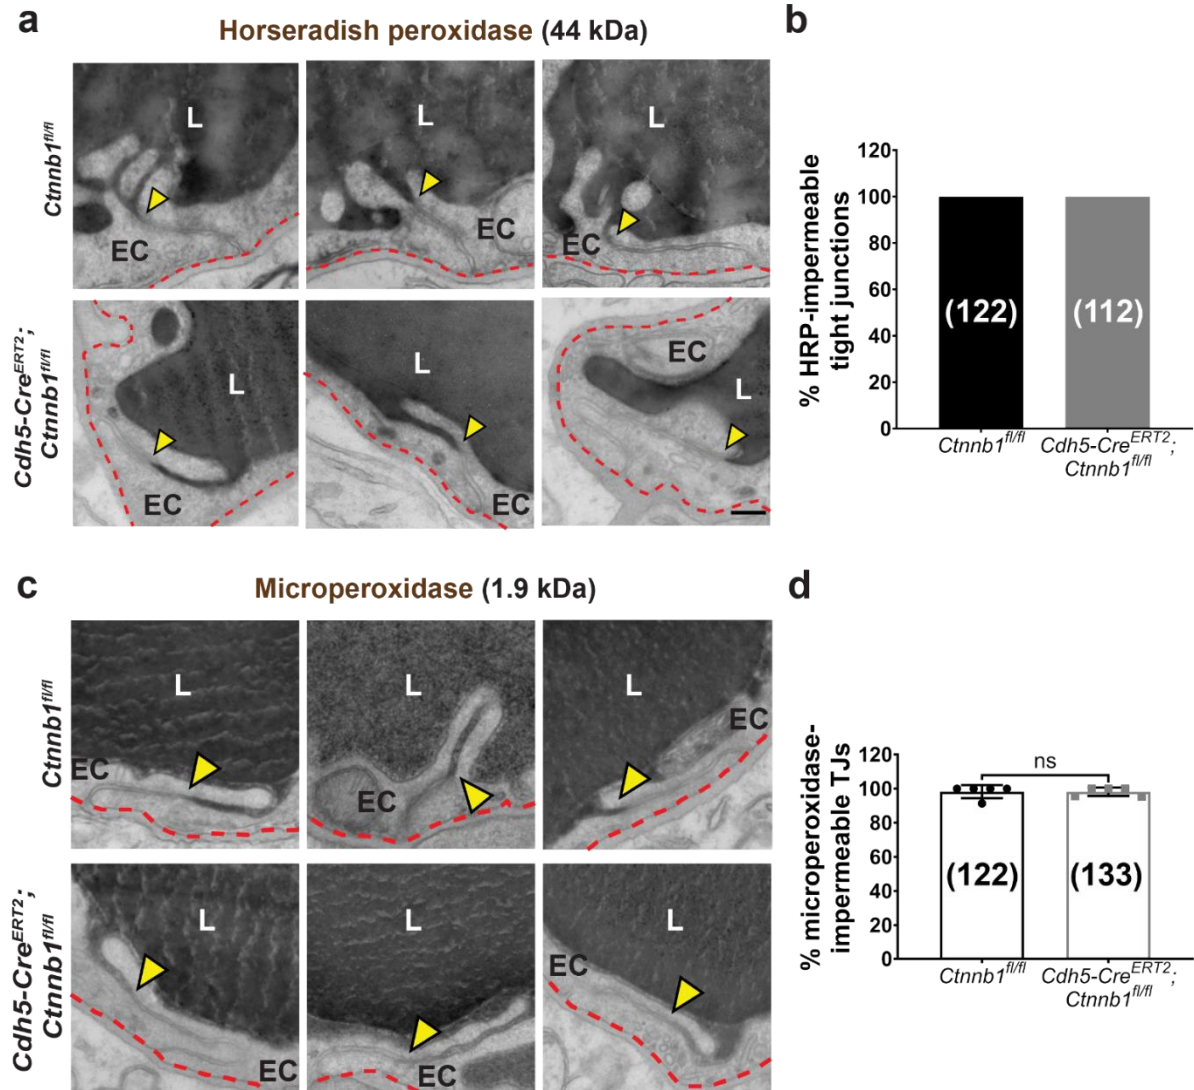 a
Horseradish peroxidase (44 kDa)
Ctnnb1fl/fl
L
EC
L
EC
L
EC
Cdh5-CreERT2;
Ctnnb1fl/fl
L
EC
L
EC
EC
L
b
% HRP-impermeable
tight junctions
120
100
80
60
40
20
0
(122)
(112)
Ctnnb1fl/fl
Cdh5-CreERT2;
Ctnnb1fl/fl
c
Microperoxidase (1.9 kDa)
Ctnnb1fl/fl
L
EC
L
EC
L
EC
Cdh5-CreERT2;
Ctnnb1fl/fl
L
EC
L
EC
L
EC
d
% microperoxidase-
impermeable TJs
120
100
80
60
40
20
0
ns
(122)
(133)
Ctnnb1fl/fl
Cdh5-CreERT2;
Ctnnb1fl/fl